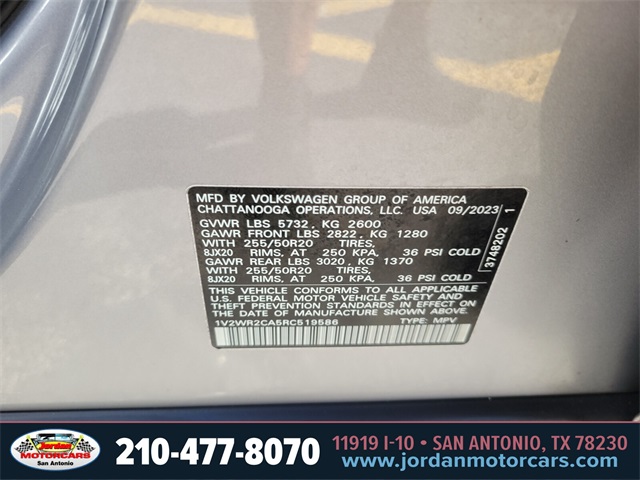 MFD BY VOLKSWAGEN GROUP OF AMERICA
CHATTANOOGA OPERATIONS, LLC. USA 09/2023
GVWR LBS 5732, KG 2600
GAWR FRONT LBS 2822, KG 1280
WITH 255/50R20 TIRES,
8JX20 RIMS, AT 250 KPA, 36 PSI COLD
GAWR REAR LBS 3020, KG 1370
WITH 255/50R20 TIRES,
8JX20 RIMS, AT 250 KPA, 36 PSI COLD
THIS VEHICLE CONFORMS TO ALL APPLICABLE
U.S. FEDERAL MOTOR VEHICLE SAFETY AND
THEFT PREVENTION STANDARDS IN EFFECT ON
THE DATE OF MANUFACTURE SHOWN ABOVE.
1V2WR2CA5RC519586 TYPE: MPV
3748202 1
Jordan
MOTORCARS
San Antonio
210-477-8070
11919 I-10 • SAN ANTONIO, TX 78230
www.jordanmotorcars.com